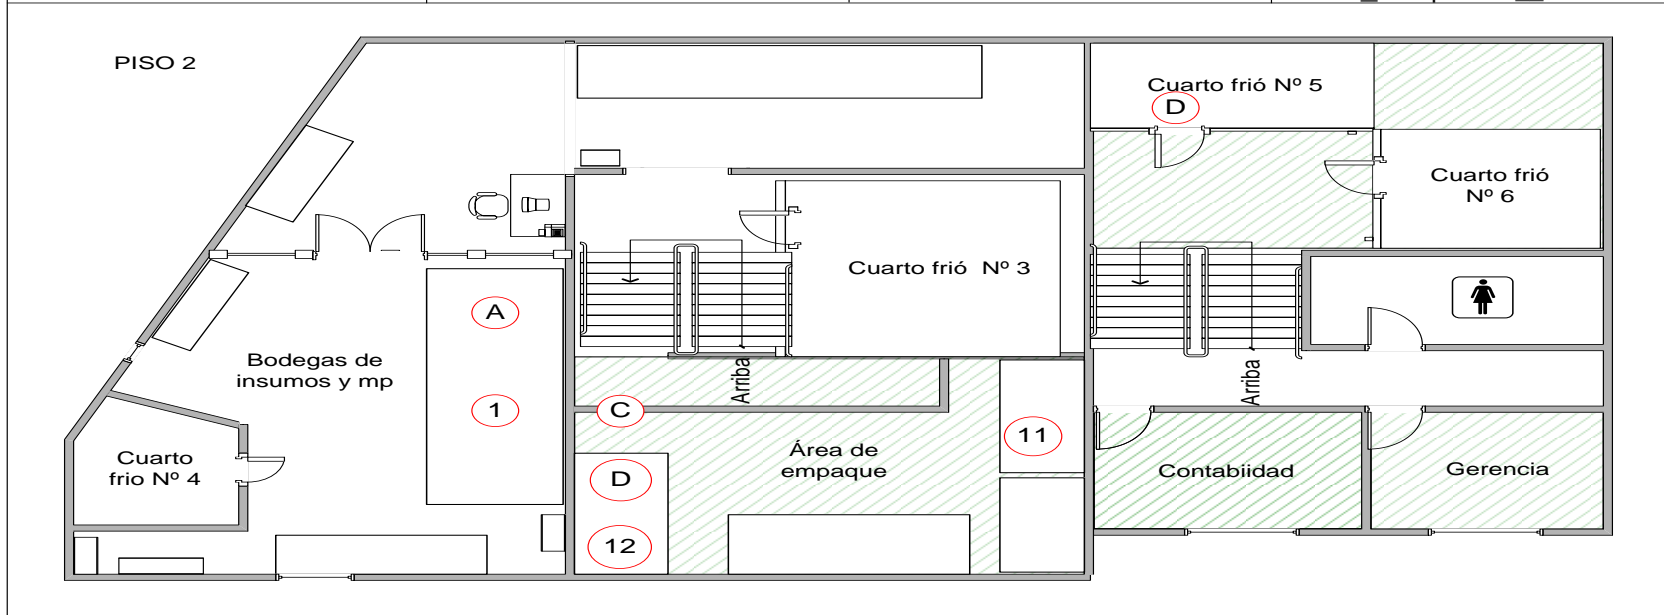 PISO 2
Cuarto frió Nº 5
D
Cuarto frió
Nº 6
Cuarto frió Nº 3
A
Bodegas de
insumos y mp
1
Arriba
Arriba
C
11
Área de
empaque
Cuarto
frio Nº 4
D
12
Contabiidad
Gerencia